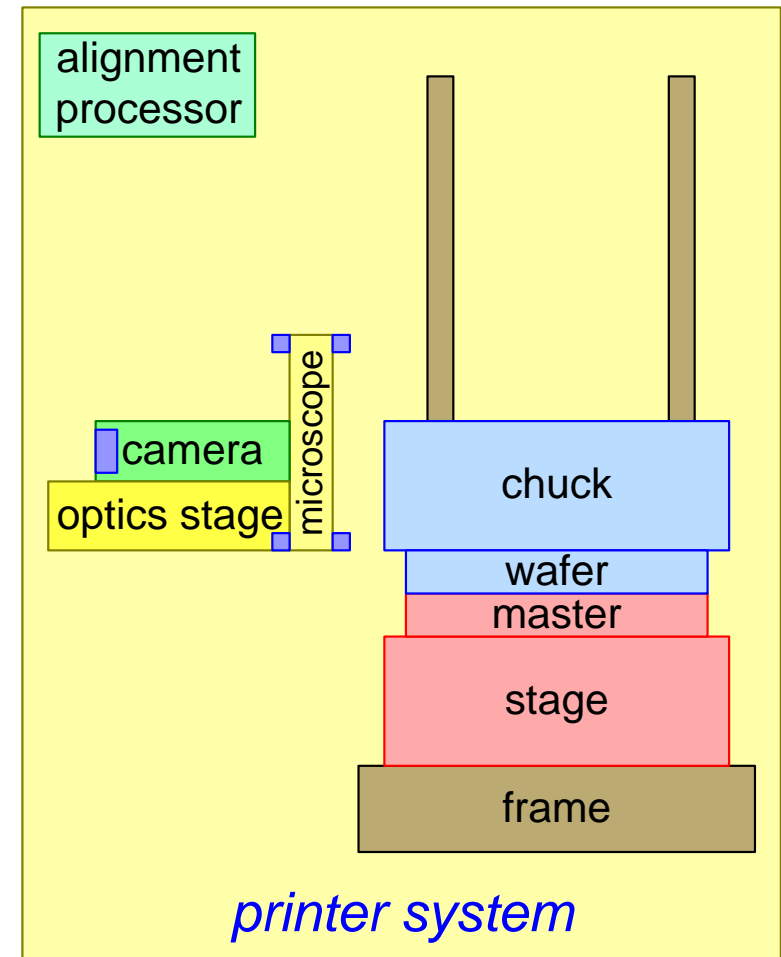 alignment
processor
microscope
camera
optics stage
chuck
wafer
master
stage
frame
printer system